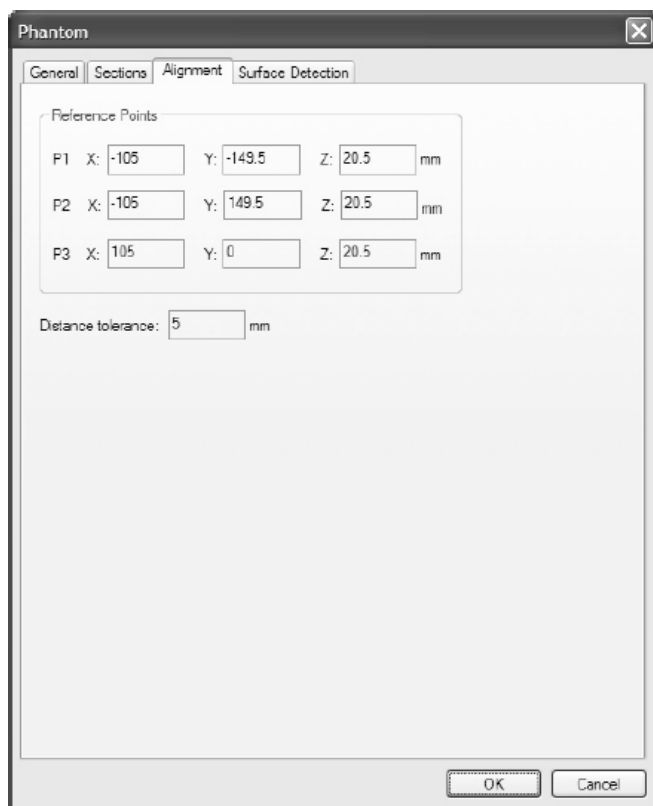 Phantom
General Sections Alignment Surface Detection
Reference Points
P1 X: -105 Y: -149.5 Z: 20.5 mm
P2 X: -105 Y: 149.5 Z: 20.5 mm
P3 X: 105 Y: 0 Z: 20.5 mm
Distance tolerance: 5 mm
OK Cancel